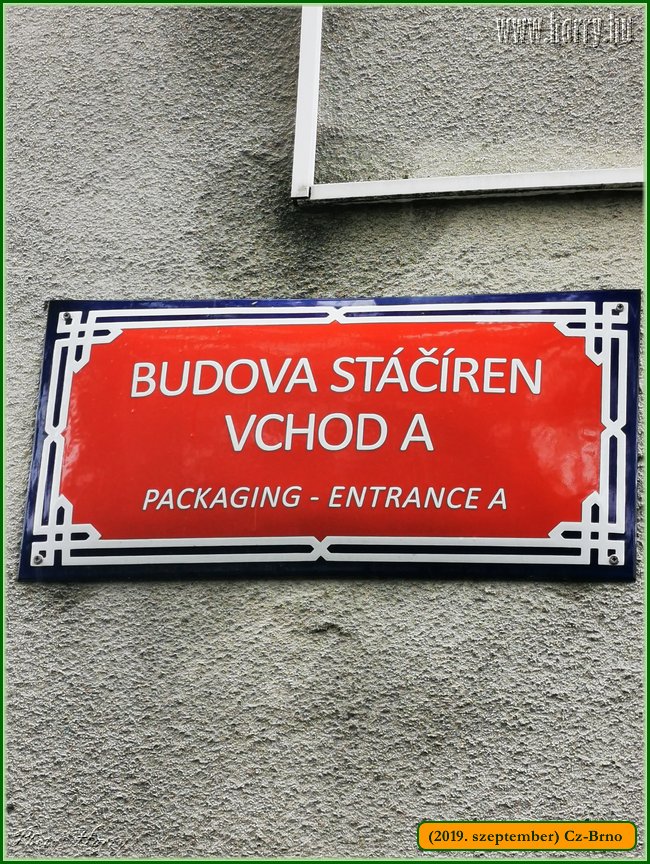 www.horry.hu
BUDOVA STÁČÍREN
VCHOD A
PACKAGING - ENTRANCE A
(2019. szeptember) Cz-Brno